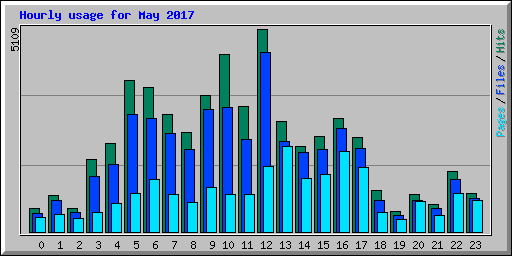 Hourly usage for May 2017
5109
Pages/Files/Hits
0 1 2 3 4 5 6 7 8 9 10 11 12 13 14 15 16 17 18 19 20 21 22 23